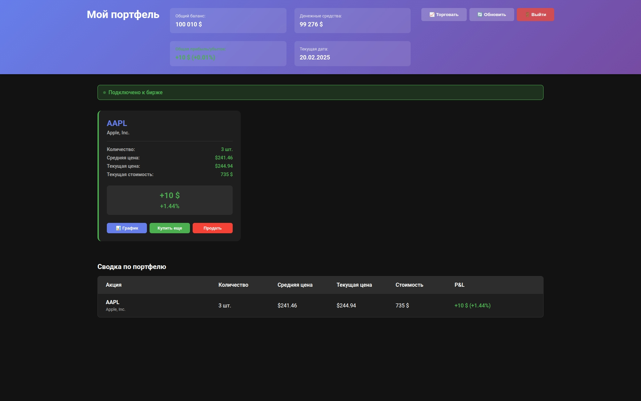 Мой портфель
Общий баланс:
100 010 $
Денежные средства:
99 276 $
Текущая дата:
20.02.2025
📈 Торговать
🔄 Обновить
Выйти
Подключено к бирже
AAPL
Apple, Inc.
Количество: 3 шт.
Средняя цена: $241.46
Текущая цена: $244.94
Текущая стоимость: 735 $
+10 $
+1.44%
📊 График
Купить еще
Продать
Сводка по портфелю
Акция Количество Средняя цена Текущая цена Стоимость P&L
AAPL
Apple, Inc.
3 шт. $241.46 $244.94 735 $ +10 $ (+1.44%)